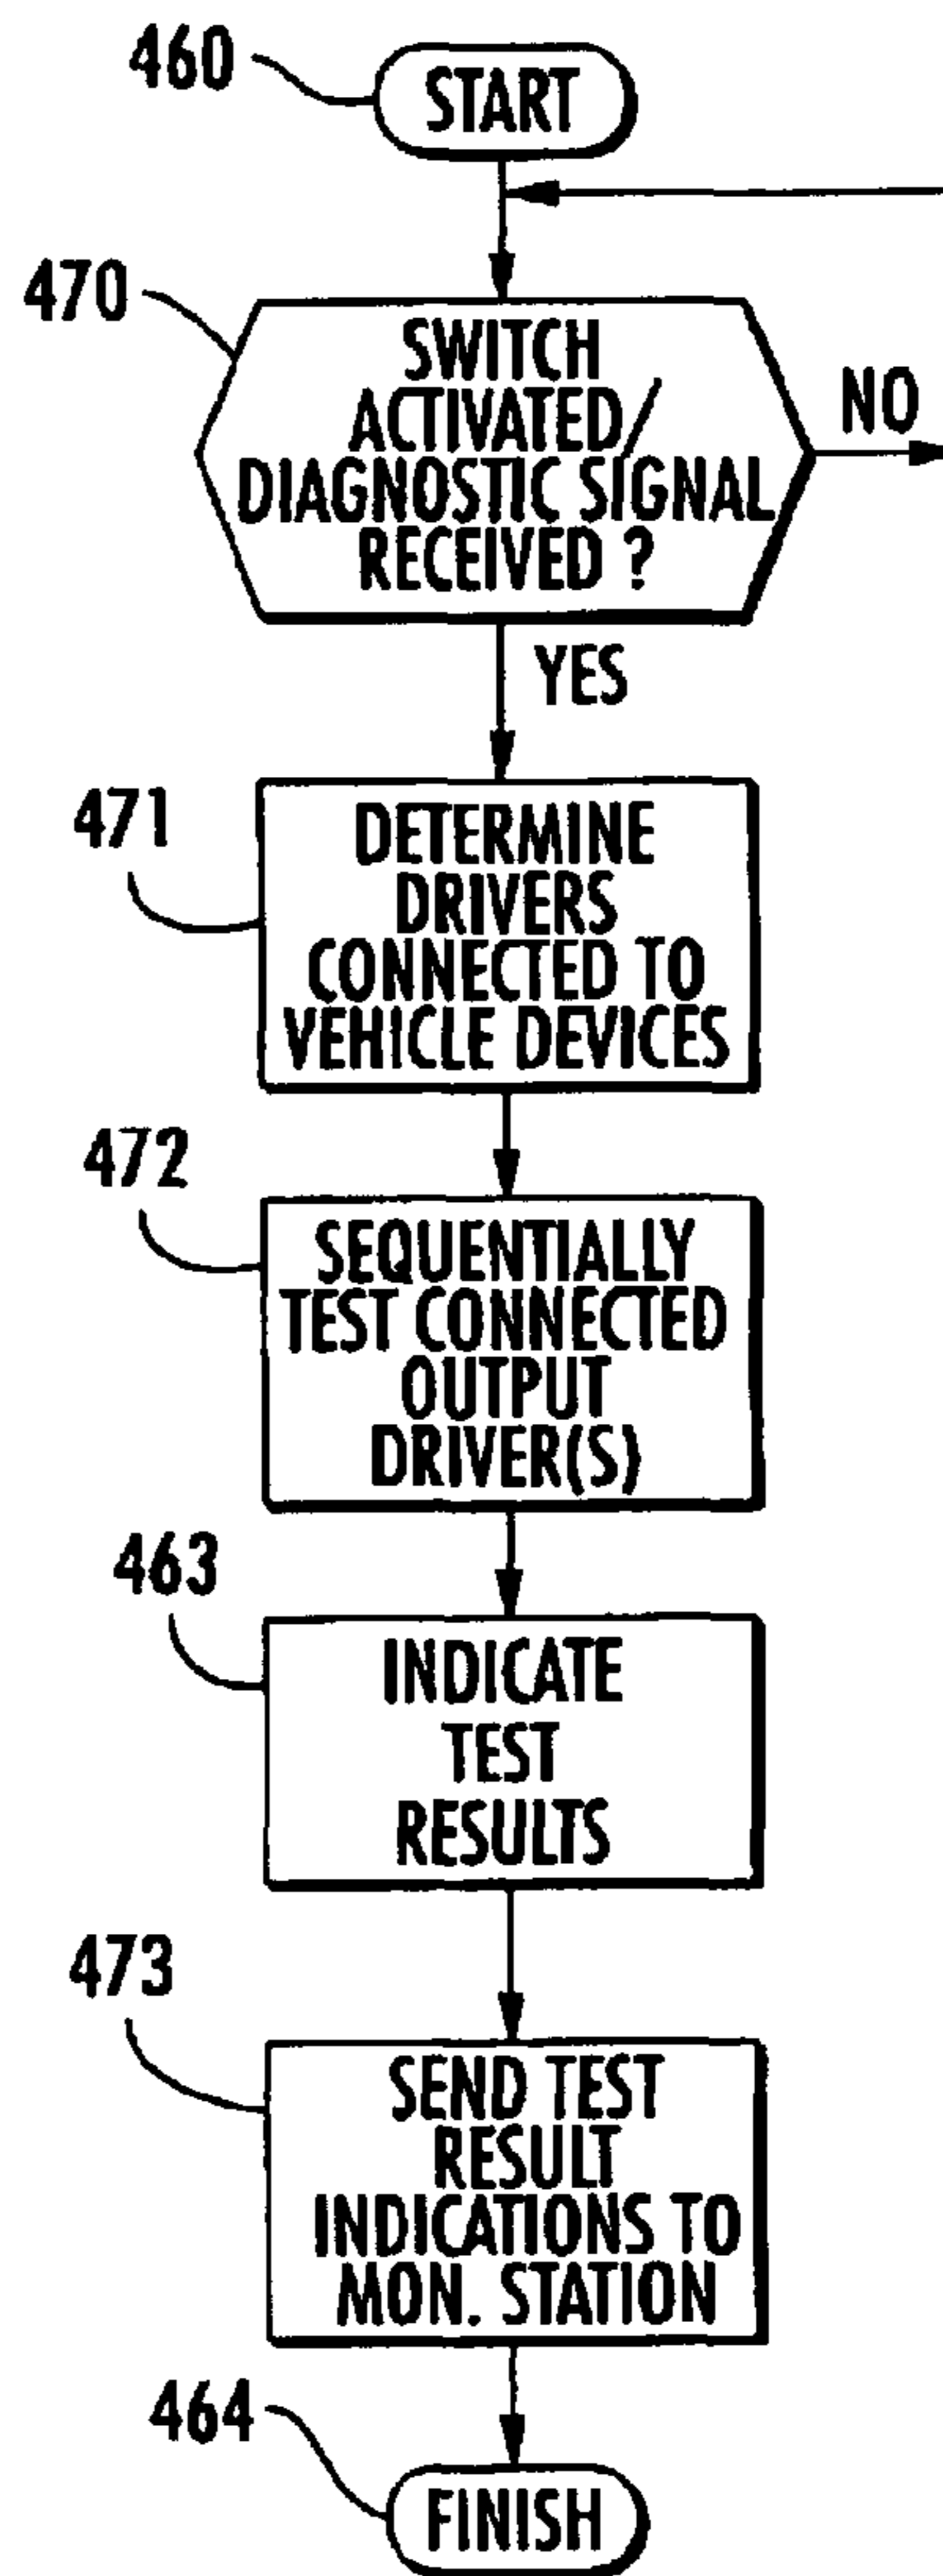 460
START
470
SWITCH
ACTIVATED/
DIAGNOSTIC SIGNAL
RECEIVED ?
NO
YES
471
DETERMINE
DRIVERS
CONNECTED TO
VEHICLE DEVICES
472
SEQUENTIALLY
TEST CONNECTED
OUTPUT
DRIVER(S)
463
INDICATE
TEST
RESULTS
473
SEND TEST
RESULT
INDICATIONS TO
MON. STATION
464
FINISH